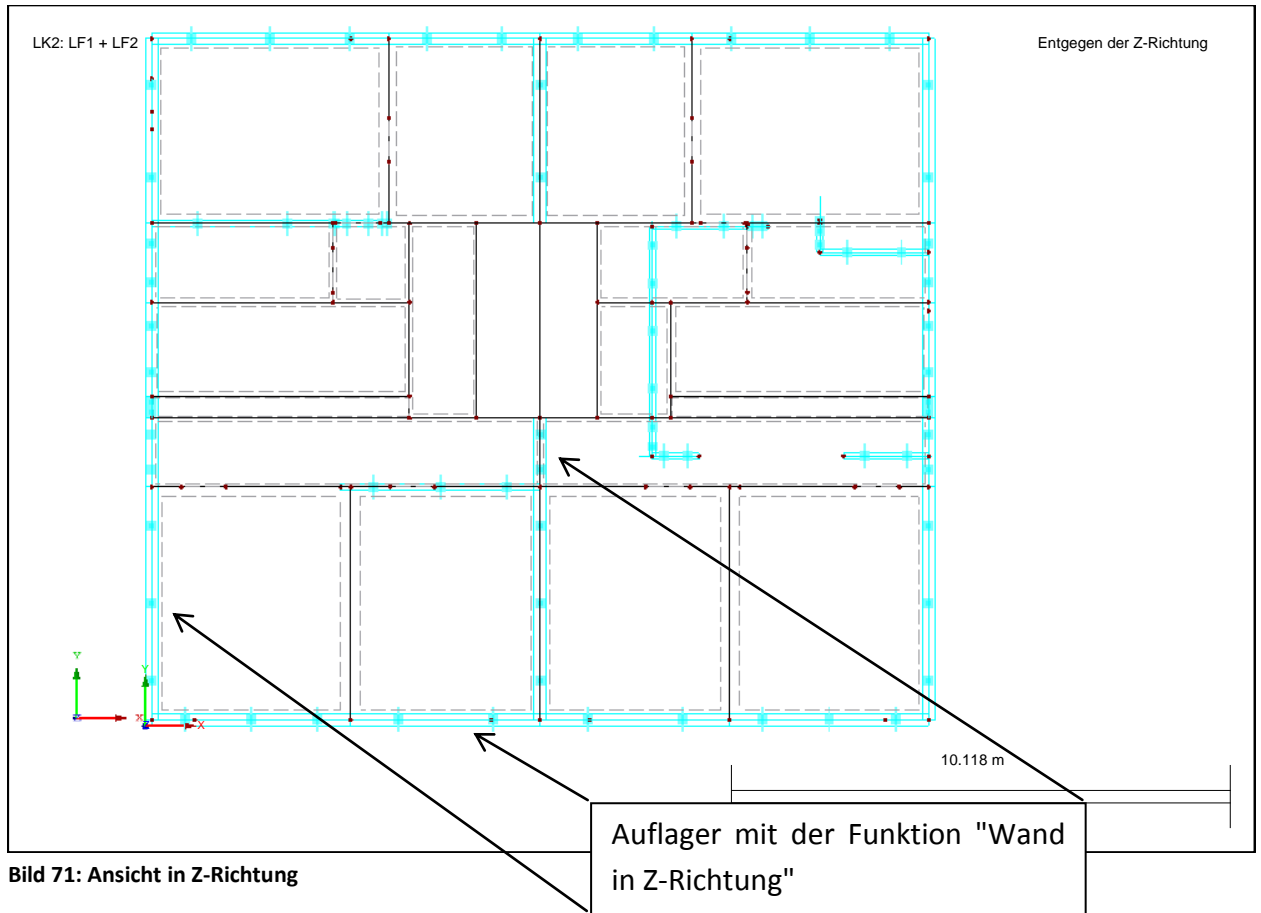 LK2: LF1 + LF2
Entgegen der Z-Richtung
Y
X
Y
X
10.118 m
Auflager mit der Funktion "Wand
in Z-Richtung"
Bild 71: Ansicht in Z-Richtung